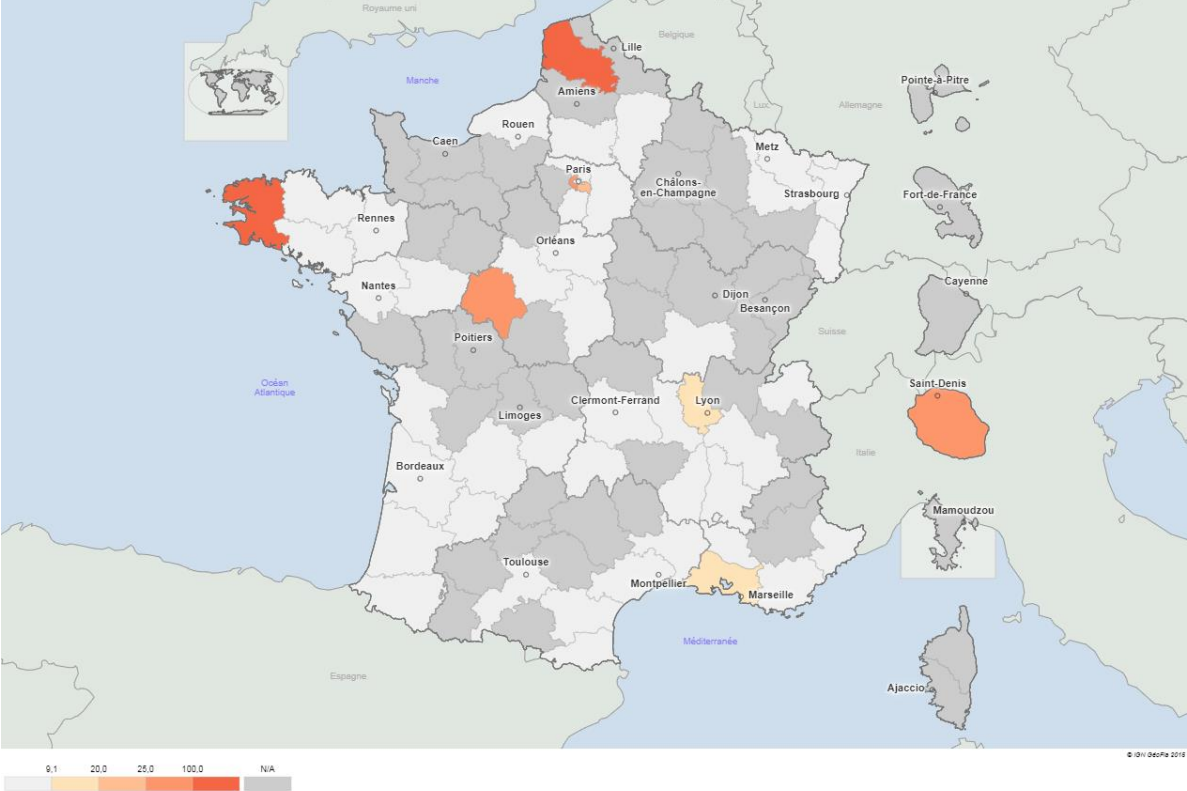 Royaume uni
Belgique
Lille
Manche
Pointe-à-Pitre
Amiens
Lux.
Allemagne
Rouen
Caen
Metz
Paris
Châlons-
en-Champagne
Strasbourg
Fort-de-France
Rennes
Orléans
Nantes
Cayenne
Dijon
Besançon
Suisse
Poitiers
Océan
Atlantique
Saint-Denis
Clermont-Ferrand
Lyon
Limoges
Italie
Bordeaux
Mamoudzou
Toulouse
Montpellier
Marseille
Méditerranée
Espagne
Ajaccio
© IGN GéoFla 2016
9,1 20,0 25,0 100,0 N/A